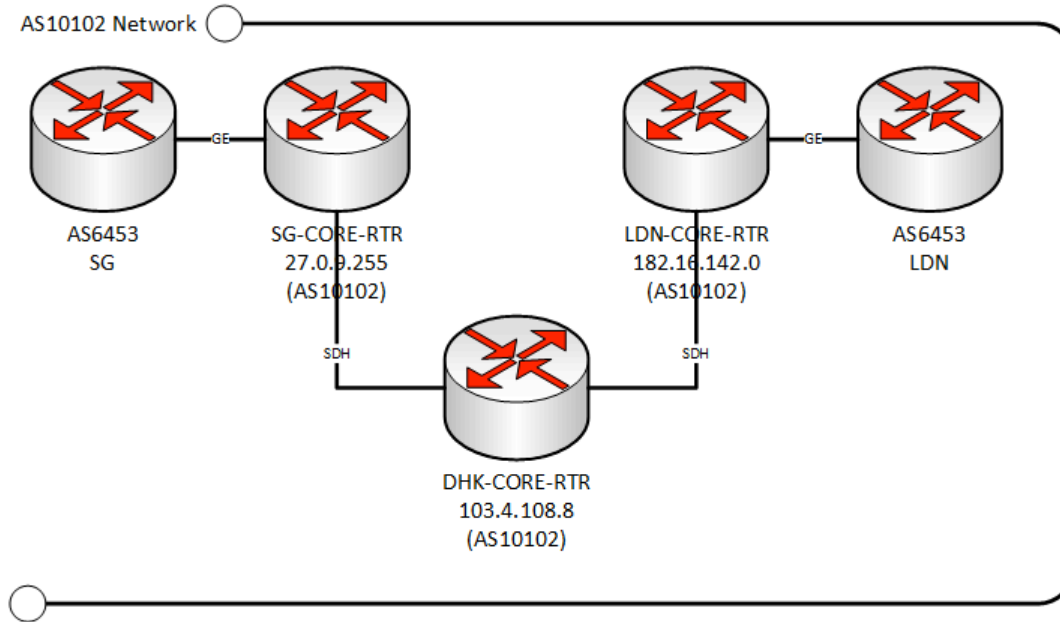 AS10102 Network
AS6453
SG
GE
SG-CORE-RTR
27.0.9.255
(AS10102)
LDN-CORE-RTR
182.16.142.0
(AS10102)
GE
AS6453
LDN
SDH
SDH
DHK-CORE-RTR
103.4.108.8
(AS10102)